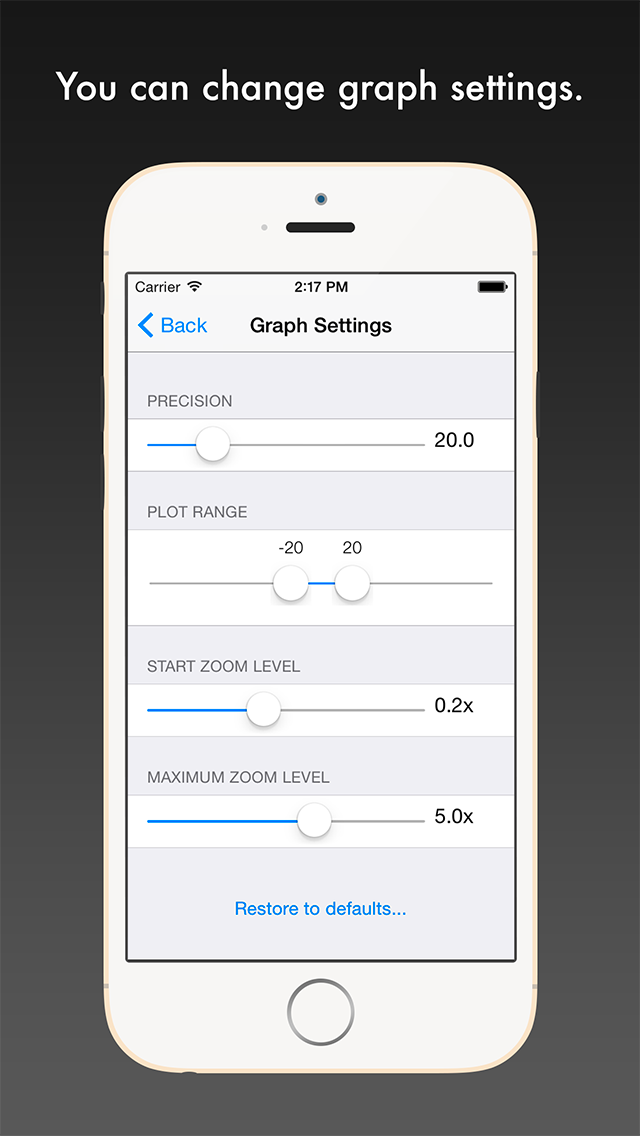 You can change graph settings.
Carrier 2:17 PM
Back Graph Settings
PRECISION
20.0
PLOT RANGE
-20 20
START ZOOM LEVEL
0.2x
MAXIMUM ZOOM LEVEL
5.0x
Restore to defaults...